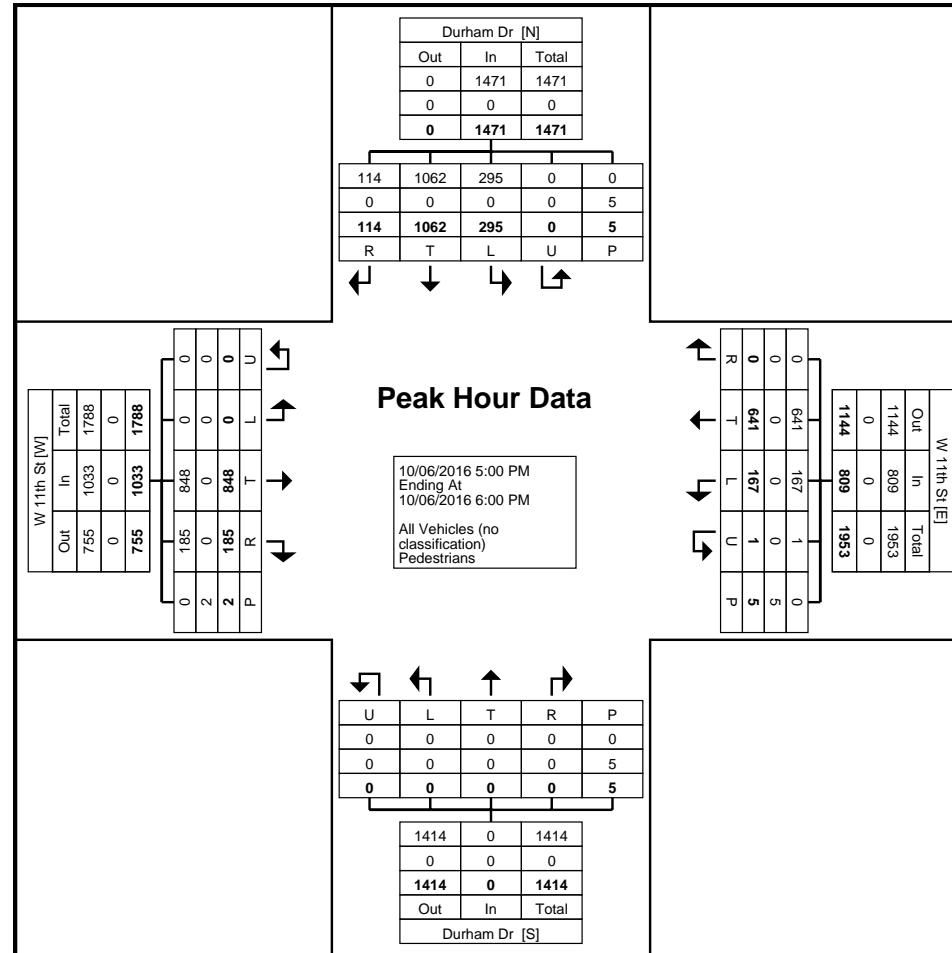 Durham Dr [N]
Out In Total
0 1471 1471
0 0 0
0 1471 1471
114 1062 295 0 0
0 0 0 0 5
114 1062 295 0 5
R T L U P
W 11th St [W]
Total In Out
1788 1033 755
0 0 0
1788 1033 755
0 0 848 185 0
0 0 0 0 2
0 0 848 185 2
U L T R P
Peak Hour Data
10/06/2016 5:00 PM
Ending At
10/06/2016 6:00 PM
All Vehicles (no
classification)
Pedestrians
W 11th St [E]
Out In Total
1144 809 1953
0 0 0
1144 809 1953
0 641 167 1 0
0 0 0 0 5
0 641 167 1 5
R T L U P
U L T R P
0 0 0 0 0
0 0 0 0 5
0 0 0 0 5
1414 0 1414
0 0 0
1414 0 1414
Out In Total
Durham Dr [S]